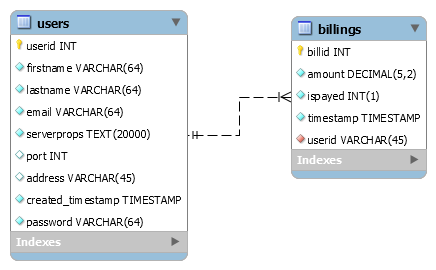 users
userid INT
firstname VARCHAR(64)
lastname VARCHAR(64)
email VARCHAR(64)
serverprops TEXT(20000)
port INT
address VARCHAR(45)
created_timestamp TIMESTAMP
password VARCHAR(64)
Indexes
billings
billid INT
amount DECIMAL(5,2)
ispayed INT(1)
timestamp TIMESTAMP
userid VARCHAR(45)
Indexes